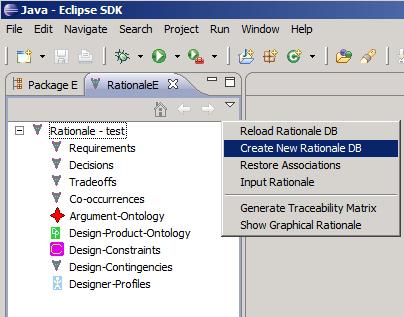 Java - Eclipse SDK
File Edit Navigate Search Project Run Window Help
Package E RationaleE
Rationale - test
Requirements
Decisions
Tradeoffs
Co-occurrences
Argument-Ontology
Design-Product-Ontology
Design-Constraints
Design-Contingencies
Designer-Profiles
Reload Rationale DB
Create New Rationale DB
Restore Associations
Input Rationale
Generate Traceability Matrix
Show Graphical Rationale